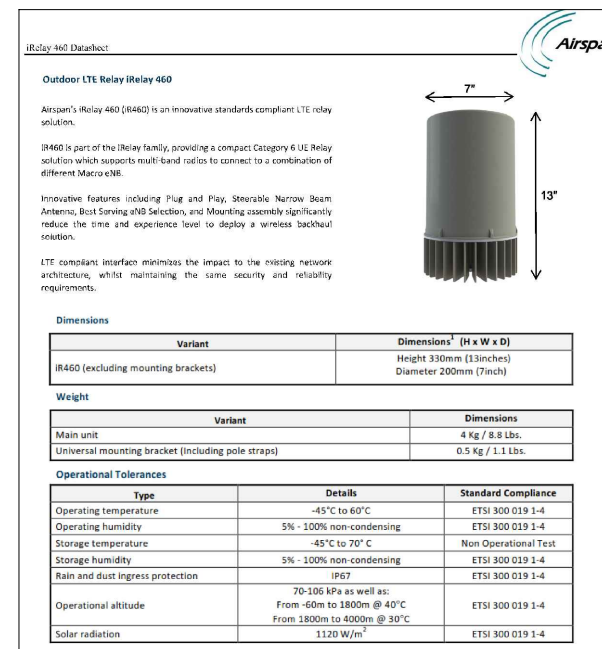 iRelay 460 Datasheet
Airspa
Outdoor LTE Relay iRelay 460
Airspan's iRelay 460 (iR460) is an innovative standards compliant LTE relay
solution.
iR460 is part of the iRelay family, providing a compact Category 6 UE Relay
solution which supports multi-band radios to connect to a combination of
different Macro eNB.
Innovative features including Plug and Play, Steerable Narrow Beam
Antenna, Best Serving eNB Selection, and Mounting assembly significantly
reduce the time and experience level to deploy a wireless backhaul
solution.
LTE compliant interface minimizes the impact to the existing network
architecture, whilst maintaining the same security and reliability
requirements.
7"
13"
Dimensions
Variant Dimensions1 (H x W x D)
iR460 (excluding mounting brackets) Height 330mm (13inches)
Diameter 200mm (7inch)
Weight
Variant Dimensions
Main unit 4 Kg / 8.8 Lbs.
Universal mounting bracket (Including pole straps) 0.5 Kg / 1.1 Lbs.
Operational Tolerances
Type Details Standard Compliance
Operating temperature -45°C to 60°C ETSI 300 019 1-4
Operating humidity 5% - 100% non-condensing ETSI 300 019 1-4
Storage temperature -45°C to 70° C Non Operational Test
Storage humidity 5% - 100% non-condensing ETSI 300 019 1-4
Rain and dust ingress protection IP67 ETSI 300 019 1-4
Operational altitude 70-106 kPa as well as:
From -60m to 1800m @ 40°C
From 1800m to 4000m @ 30°C ETSI 300 019 1-4
Solar radiation 1120 W/m2 ETSI 300 019 1-4